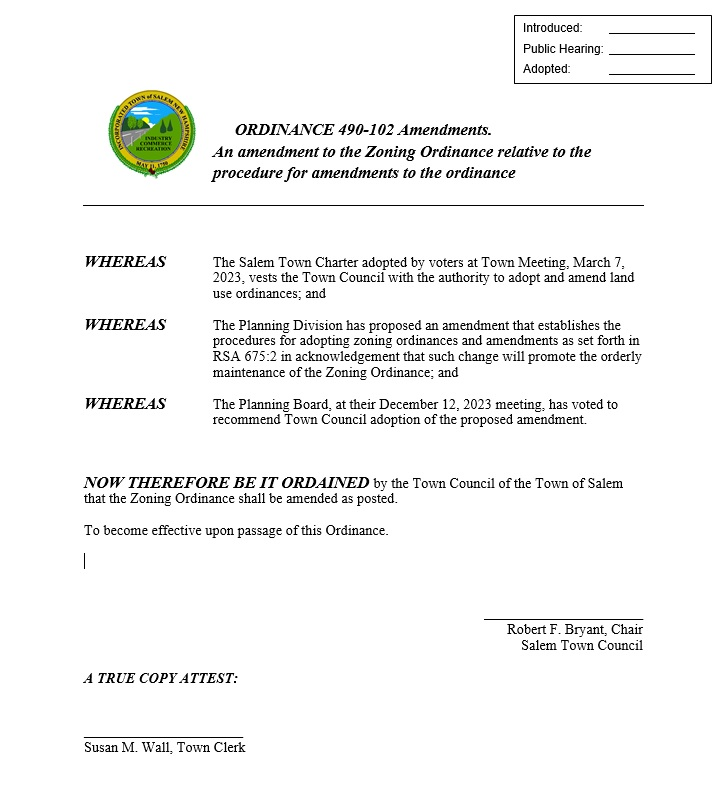 Introduced: ____________
Public Hearing: ____________
Adopted: ____________
INCORPORATED TOWN of SALEM NEW HAMPSHIRE
INDUSTRY
COMMERCE
RECREATION
MAY 11, 1750
ORDINANCE 490-102 Amendments.
An amendment to the Zoning Ordinance relative to the
procedure for amendments to the ordinance
WHEREAS The Salem Town Charter adopted by voters at Town Meeting, March 7,
2023, vests the Town Council with the authority to adopt and amend land
use ordinances; and
WHEREAS The Planning Division has proposed an amendment that establishes the
procedures for adopting zoning ordinances and amendments as set forth in
RSA 675:2 in acknowledgement that such change will promote the orderly
maintenance of the Zoning Ordinance; and
WHEREAS The Planning Board, at their December 12, 2023 meeting, has voted to
recommend Town Council adoption of the proposed amendment.
NOW THEREFORE BE IT ORDAINED by the Town Council of the Town of Salem
that the Zoning Ordinance shall be amended as posted.
To become effective upon passage of this Ordinance.
Robert F. Bryant, Chair
Salem Town Council
A TRUE COPY ATTEST:
Susan M. Wall, Town Clerk